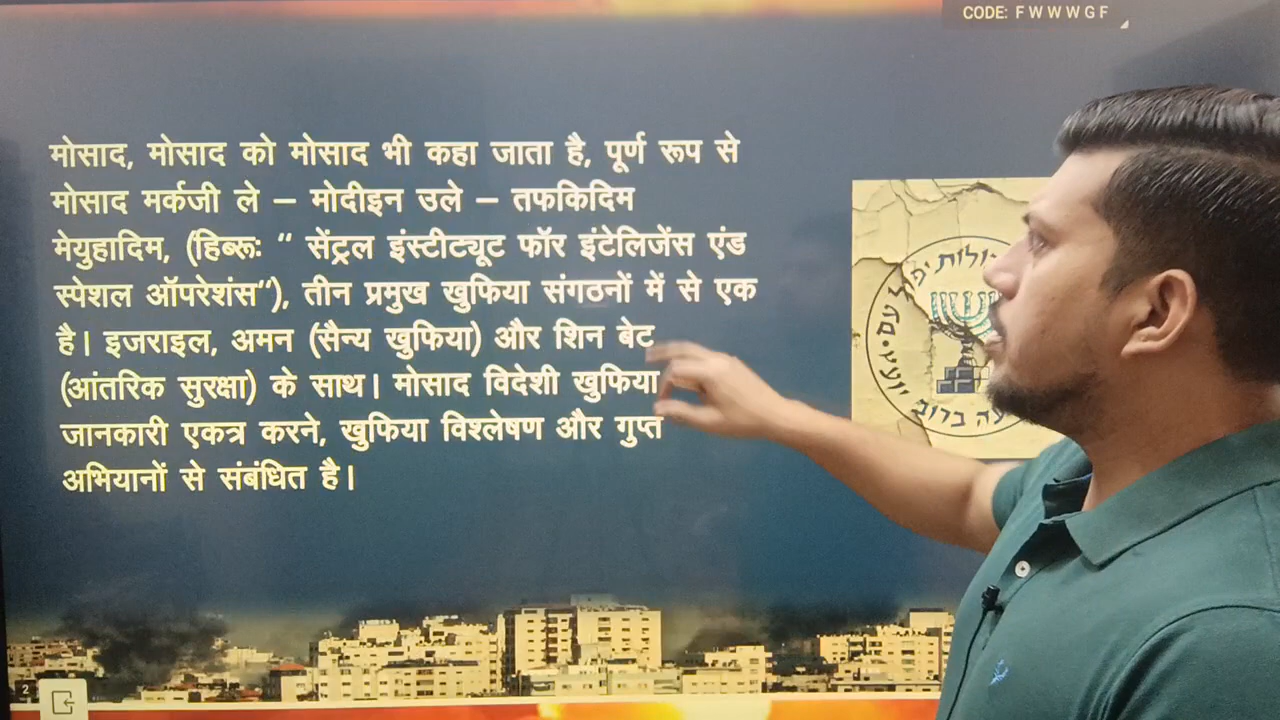 CODE: F W W W G F
मोसाद, मोसाद को मोसाद भी कहा जाता है, पूर्ण रूप से
मोसाद मर्कजी ले – मोदीइन उले – तफकिदिम
मेयुहादिम, (हिब्रूः “ सेंट्रल इंस्टीट्यूट फॉर इंटेलिजेंस एंड
स्पेशल ऑपरेशंस“), तीन प्रमुख खुफिया संगठनों में से एक
है। इजराइल, अमन (सैन्य खुफिया) और शिन बेट
(आंतरिक सुरक्षा) के साथ। मोसाद विदेशी खुफिया
जानकारी एकत्र करने, खुफिया विश्लेषण और गुप्त
अभियानों से संबंधित है।
2